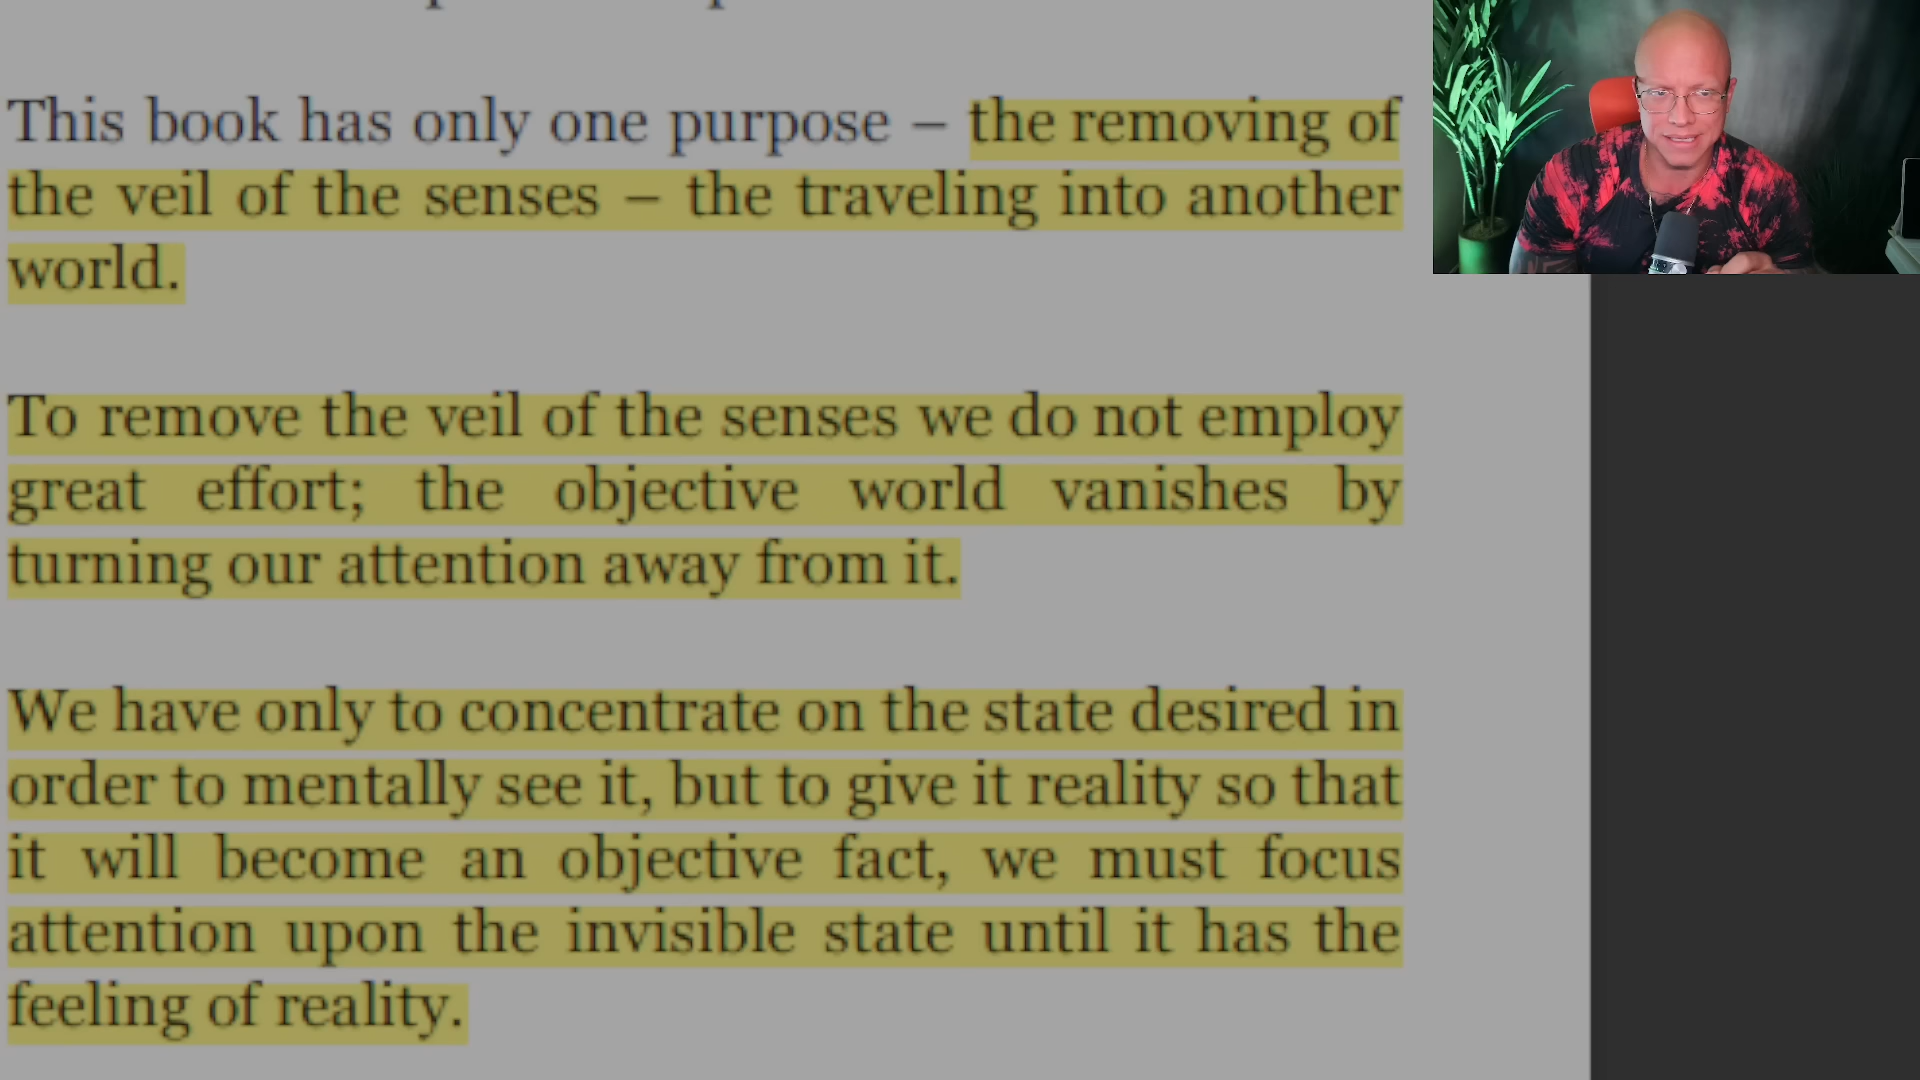 This book has only one purpose – the removing of
the veil of the senses – the traveling into another
world.
To remove the veil of the senses we do not employ
great effort; the objective world vanishes by
turning our attention away from it.
We have only to concentrate on the state desired in
order to mentally see it, but to give it reality so that
it will become an objective fact, we must focus
attention upon the invisible state until it has the
feeling of reality.